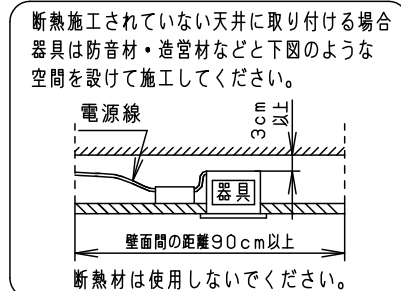 断熱施工されていない天井に取り付ける場合
器具は防音材・造営材などと下図のような
空間を設けて施工してください。
電源線
3cm
以上
器具
壁面間の距離90cm以上
断熱材は使用しないでください。